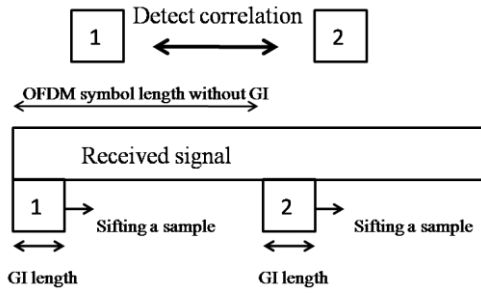 Detect correlation
1
2
OFDM symbol length without GI
Received signal
1
2
Sifting a sample
Sifting a sample
GI length
GI length